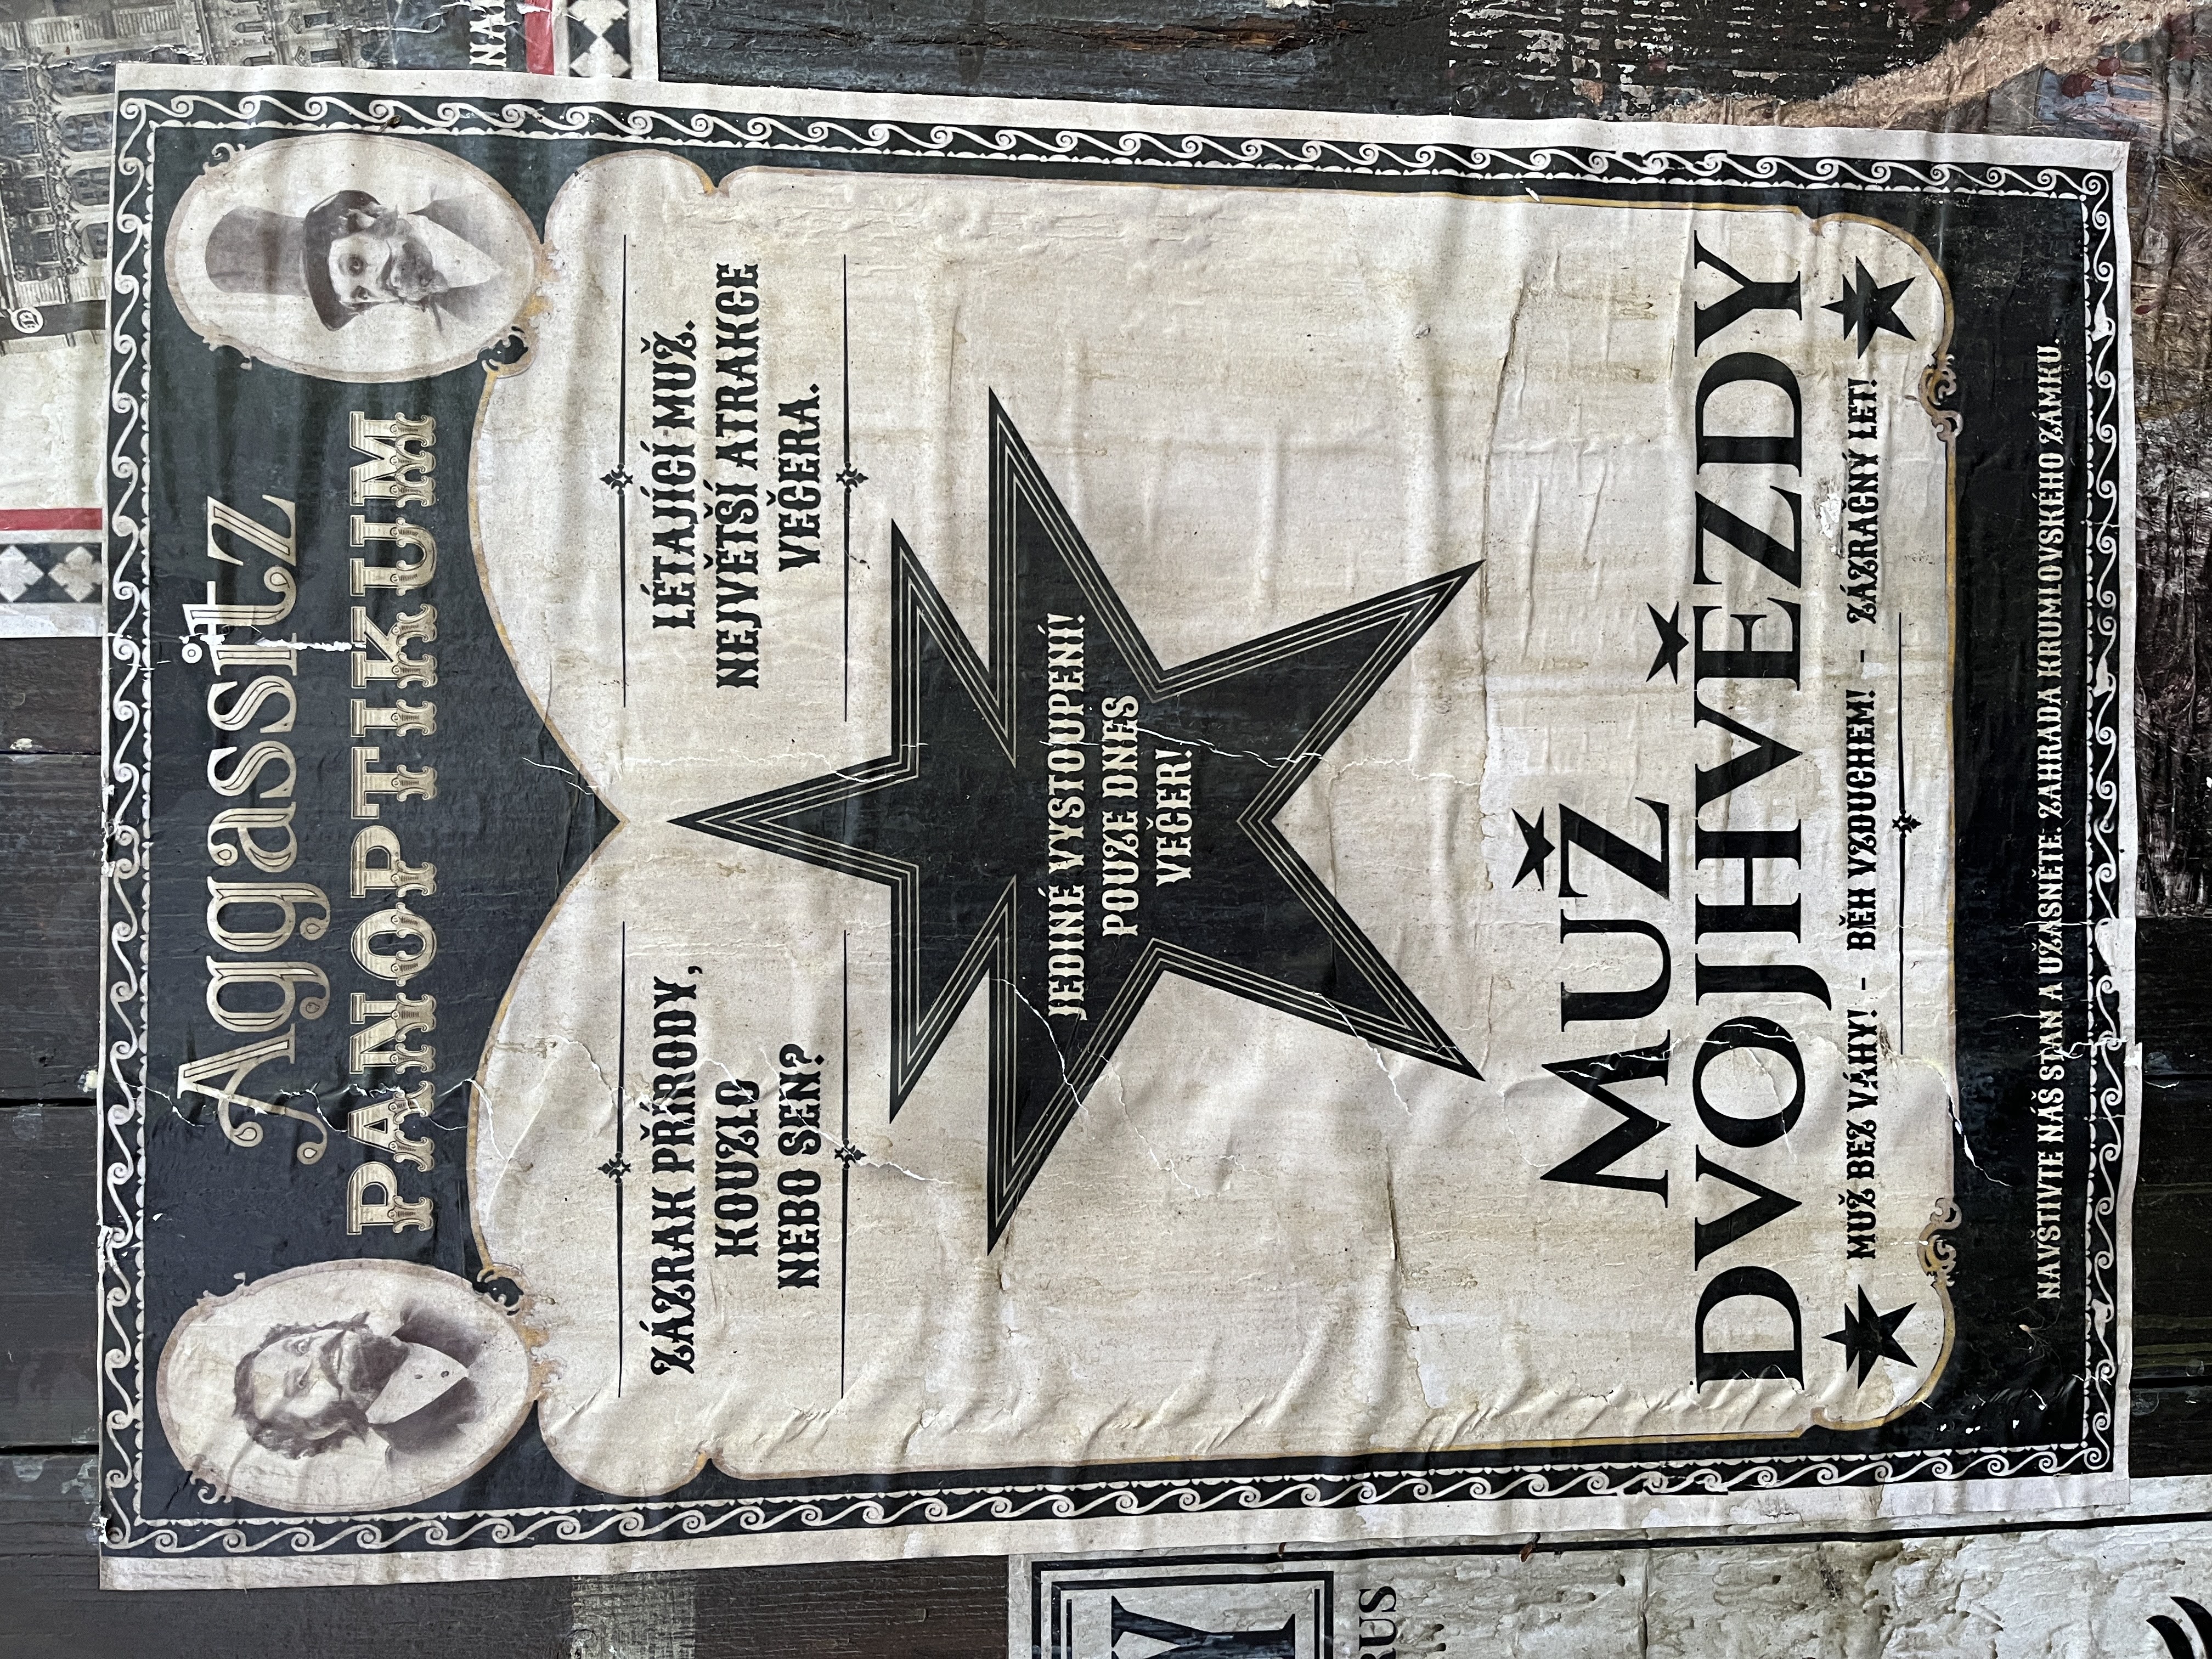 Aggasitz
PANOPTIKUM
ZÁZRAK PŘÍRODY,
KOUZLO
NEBO SEN?
LÉTAJÍCÍ MUŽ.
NEJVĚTŠÍ ATRAKCE
VEČERA.
JEDINÉ VYSTOUPENÍ!
POUZE DNES
VEČER!
MUŽ
DVOJHVĚZDY
MUŽ BEZ VÁHY! - BĚH VZDUCHEM! - ZÁZRAČNÝ LET!
NAVŠTIVTE NÁŠ STAN A UŽASNĚTE. ZAHRADA KRUMLOVSKÉHO ZÁMKU.